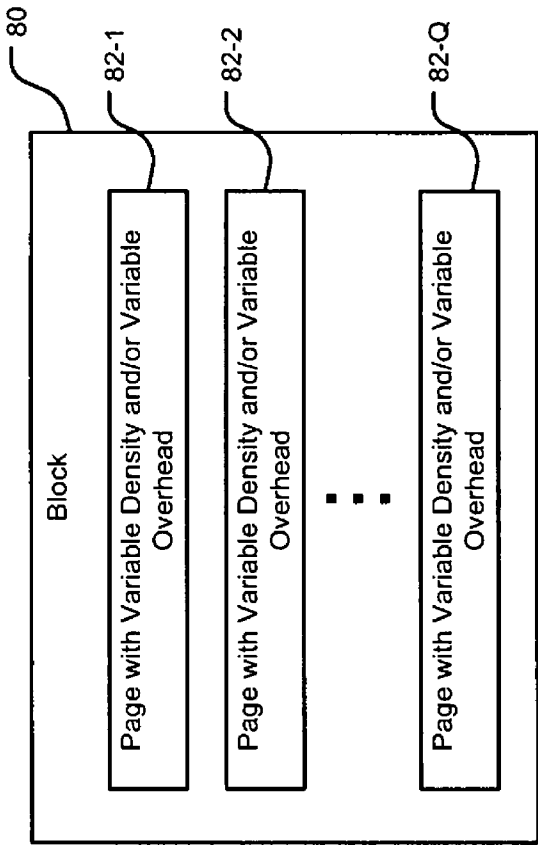 80
Block
82-1
Page with Variable Density and/or Variable
Overhead
82-2
Page with Variable Density and/or Variable
Overhead
82-Q
Page with Variable Density and/or Variable
Overhead